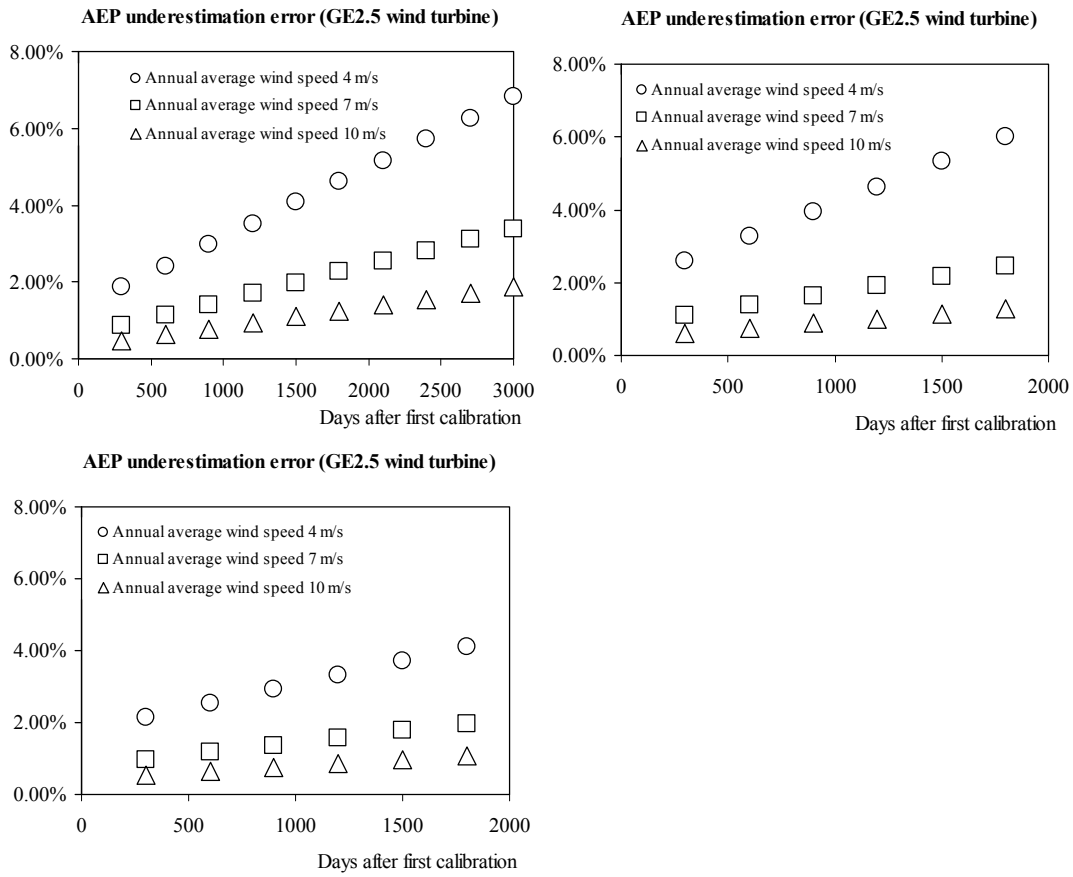 AEP underestimation error (GE2.5 wind turbine)
8.00%
6.00%
4.00%
2.00%
0.00%
Annual average wind speed 4 m/s
Annual average wind speed 7 m/s
Annual average wind speed 10 m/s
0 500 1000 1500 2000 2500 3000
Days after first calibration
AEP underestimation error (GE2.5 wind turbine)
8.00%
6.00%
4.00%
2.00%
0.00%
Annual average wind speed 4 m/s
Annual average wind speed 7 m/s
Annual average wind speed 10 m/s
0 500 1000 1500 2000
Days after first calibration
AEP underestimation error (GE2.5 wind turbine)
8.00%
6.00%
4.00%
2.00%
0.00%
Annual average wind speed 4 m/s
Annual average wind speed 7 m/s
Annual average wind speed 10 m/s
0 500 1000 1500 2000
Days after first calibration